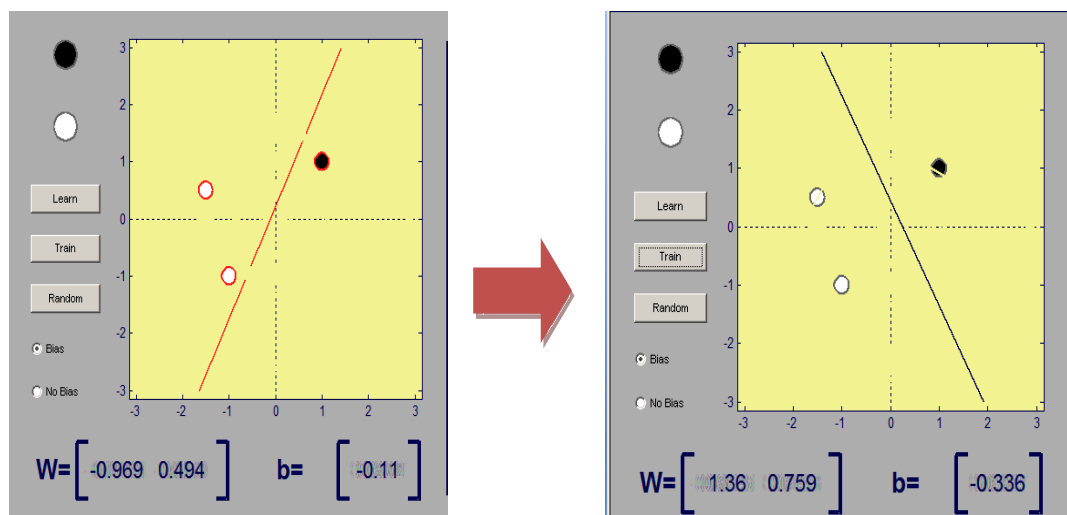 3
2
1
0
-1
-2
-3
-3 -2 -1 0 1 2 3
Learn
Train
Random
Bias
No Bias
W= [ -0.969 0.494 ] b= [ -0.11 ]
3
2
1
0
-1
-2
-3
-3 -2 -1 0 1 2 3
Learn
Train
Random
Bias
No Bias
W= [ 1.36 0.759 ] b= [ -0.336 ]